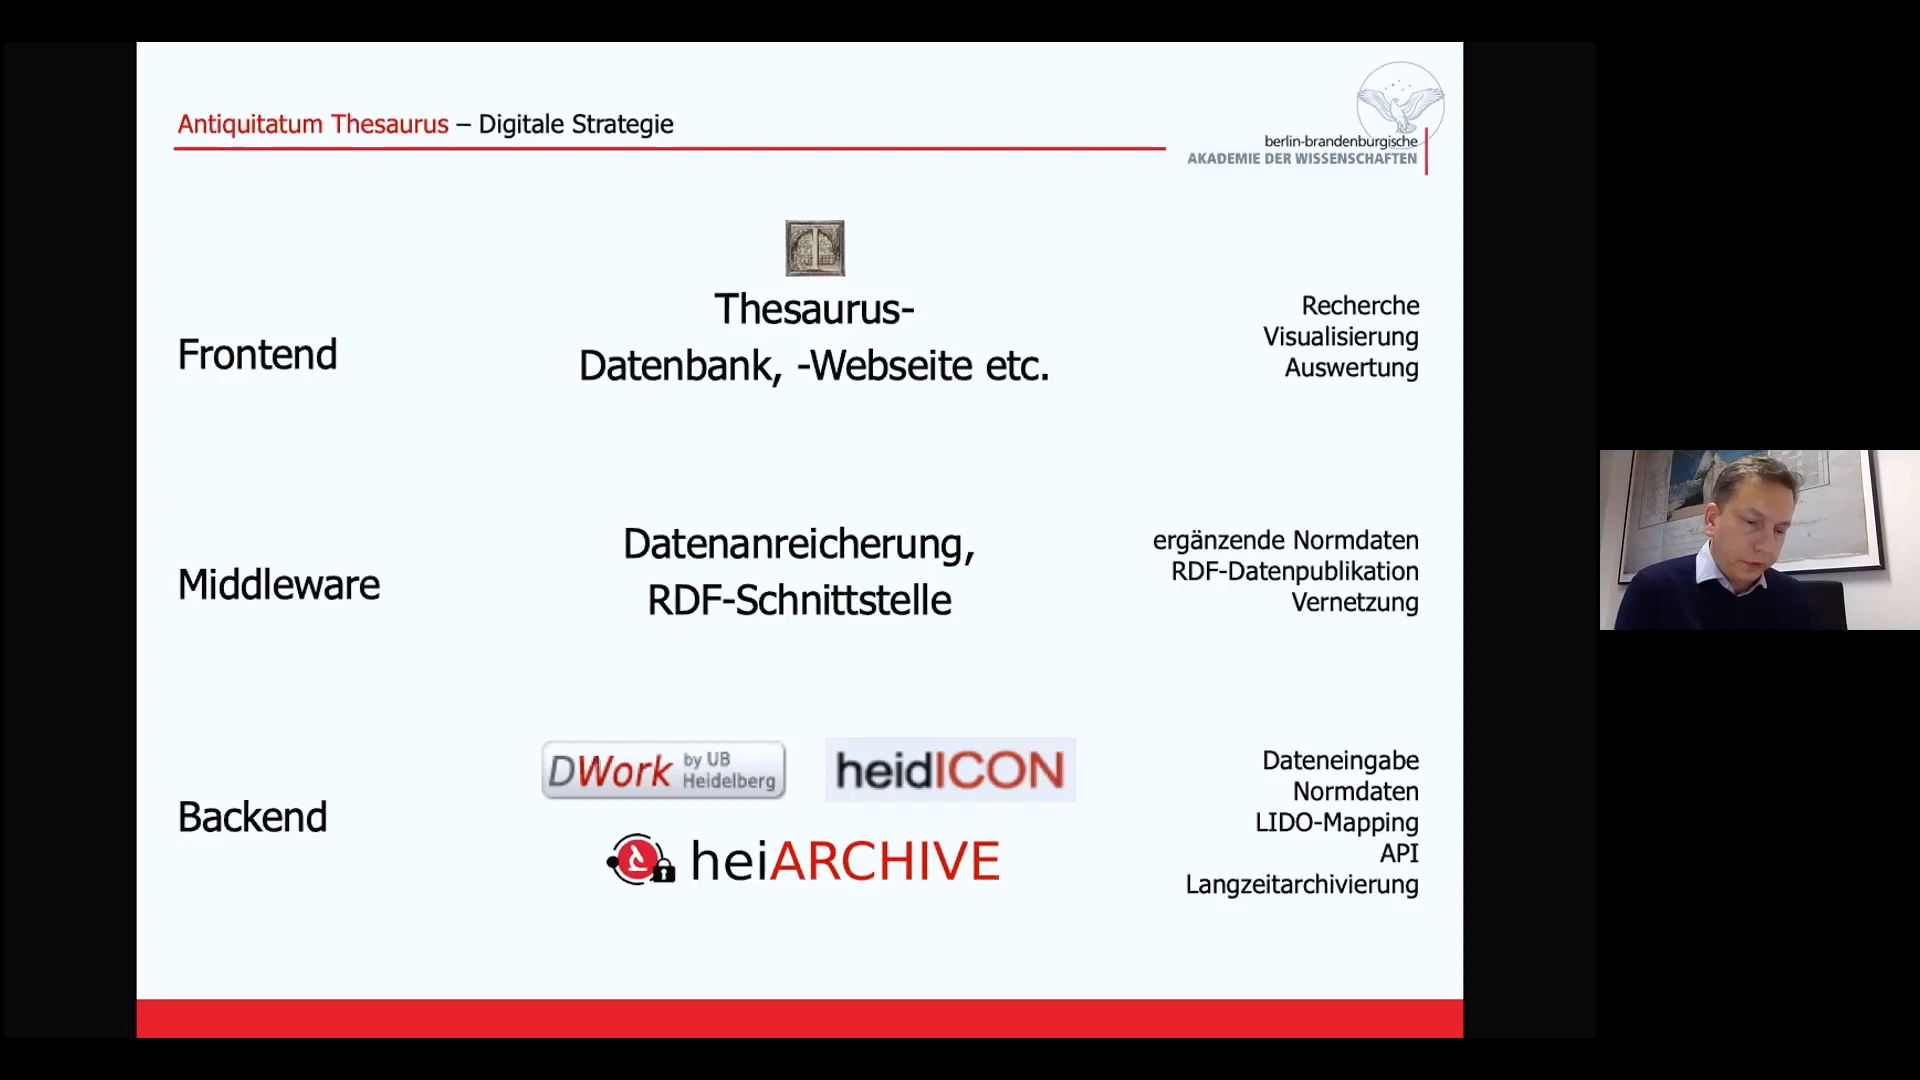 Antiquitatum Thesaurus – Digitale Strategie
berlin-brandenburgische
AKADEMIE DER WISSENSCHAFTEN
Frontend
T
Thesaurus-
Datenbank, -Webseite etc.
Recherche
Visualisierung
Auswertung
Middleware
Datenanreicherung,
RDF-Schnittstelle
ergänzende Normdaten
RDF-Datenpublikation
Vernetzung
Backend
DWork by UB
Heidelberg
heidICON
heiARCHIVE
Dateneingabe
Normdaten
LIDO-Mapping
API
Langzeitarchivierung